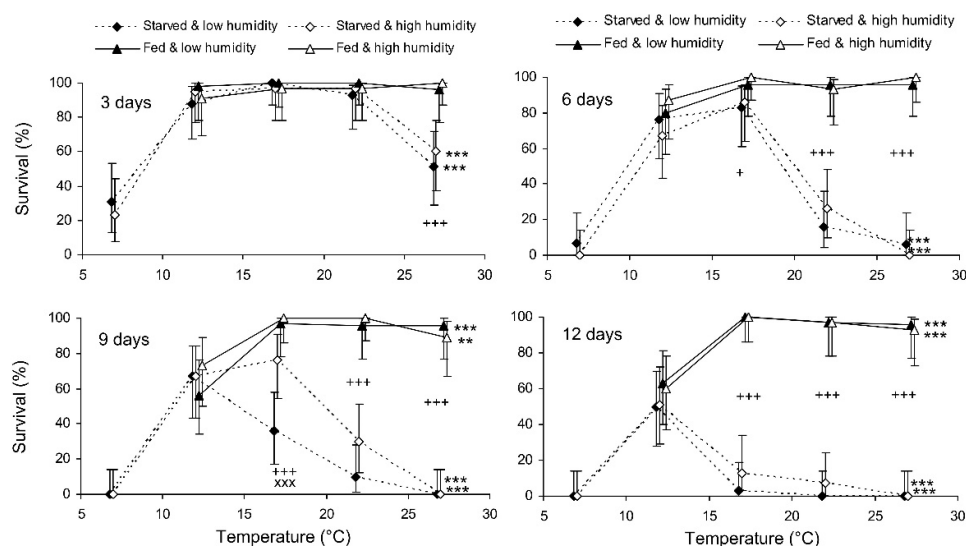 Starved & low humidity Starved & high humidity
Fed & low humidity Fed & high humidity
Starved & low humidity Starved & high humidity
Fed & low humidity Fed & high humidity
Survival (%)
100
80
60
40
20
0
3 days
***
***
+++
5 10 15 20 25 30
Survival (%)
100
80
60
40
20
0
6 days
+
+++
+++
***
***
5 10 15 20 25 30
Survival (%)
100
80
60
40
20
0
9 days
***
**
+++
+++
+++
xxx
***
***
5 10 15 20 25 30
Temperature (°C)
Survival (%)
100
80
60
40
20
0
12 days
***
***
+++
+++
+++
***
***
5 10 15 20 25 30
Temperature (°C)